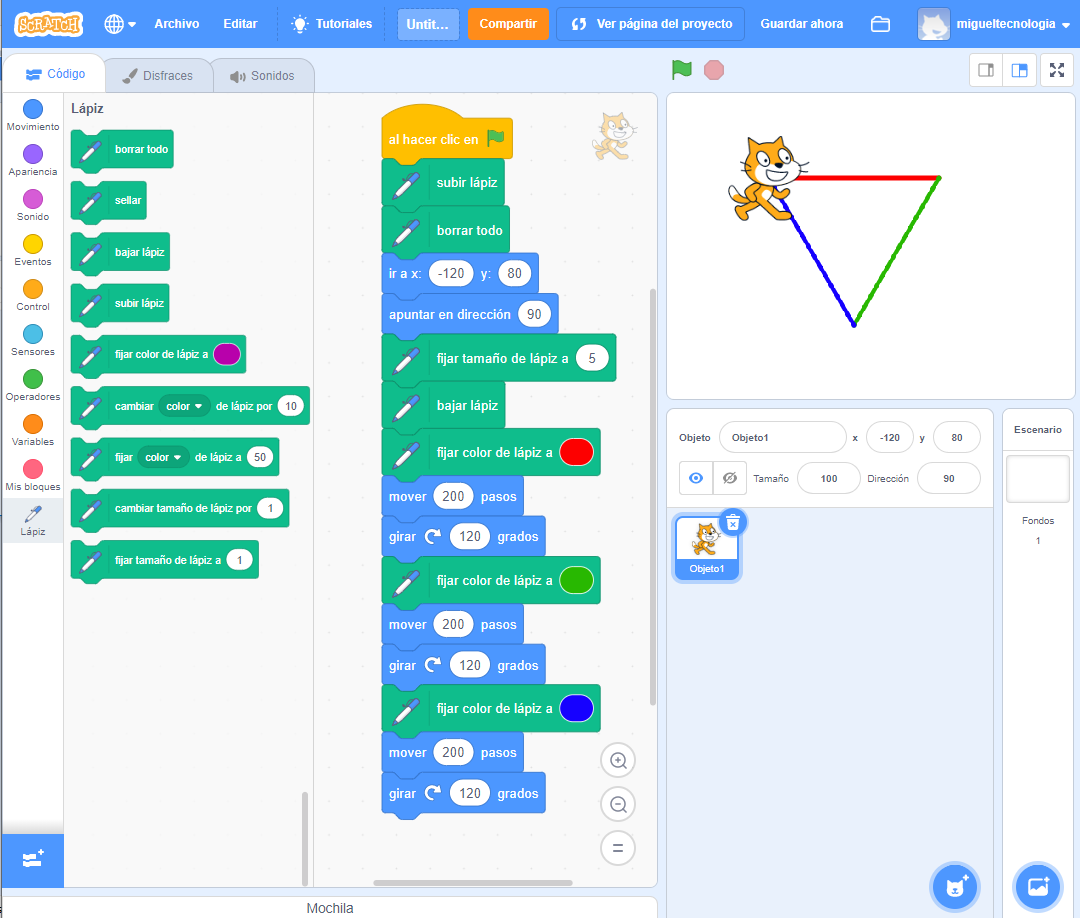 SCRATCH Archivo Editar Tutoriales Untit... Compartir Ver página del proyecto Guardar ahora migueltecnologia
Código Disfraces Sonidos
Movimiento
Apariencia
Sonido
Eventos
Control
Sensores
Operadores
Variables
Mis bloques
Lápiz
Lápiz
borrar todo
sellar
bajar lápiz
subir lápiz
fijar color de lápiz a
cambiar color de lápiz por 10
fijar color de lápiz a 50
cambiar tamaño de lápiz por 1
fijar tamaño de lápiz a 1
al hacer clic en
subir lápiz
borrar todo
ir a x: -120 y: 80
apuntar en dirección 90
fijar tamaño de lápiz a 5
bajar lápiz
fijar color de lápiz a
mover 200 pasos
girar 120 grados
fijar color de lápiz a
mover 200 pasos
girar 120 grados
fijar color de lápiz a
mover 200 pasos
girar 120 grados
Objeto Objeto1 x -120 y 80
Tamaño 100 Dirección 90
Objeto1
Escenario
Fondos
1
Mochila